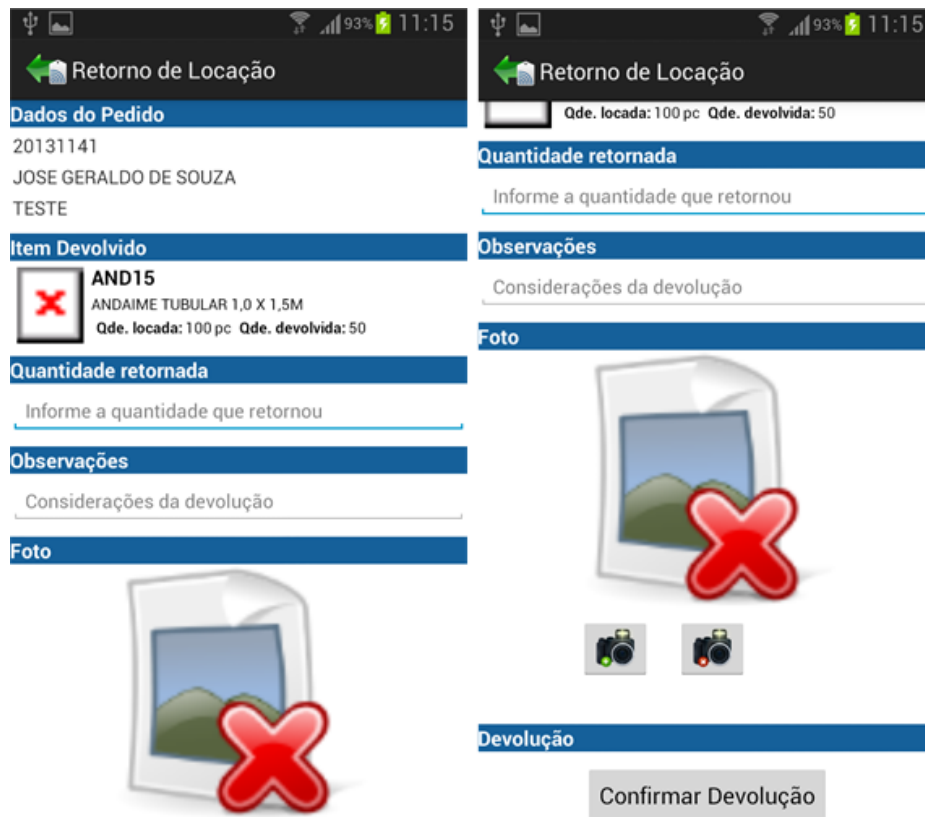 93% 11:15
Retorno de Locação
Dados do Pedido
20131141
JOSE GERALDO DE SOUZA
TESTE
Item Devolvido
AND15
ANDAIME TUBULAR 1,0 X 1,5M
Qde. locada: 100 pc Qde. devolvida: 50
Quantidade retornada
Informe a quantidade que retornou
Observações
Considerações da devolução
Foto
93% 11:15
Retorno de Locação
Qde. locada: 100 pc Qde. devolvida: 50
Quantidade retornada
Informe a quantidade que retornou
Observações
Considerações da devolução
Foto
Devolução
Confirmar Devolução